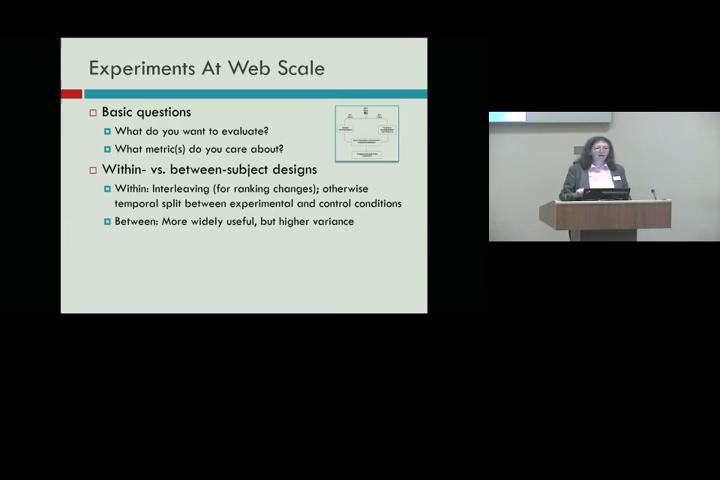 Experiments At Web Scale
Basic questions
What do you want to evaluate?
What metric(s) do you care about?
Within- vs. between-subject designs
Within: Interleaving (for ranking changes); otherwise
temporal split between experimental and control conditions
Between: More widely useful, but higher variance